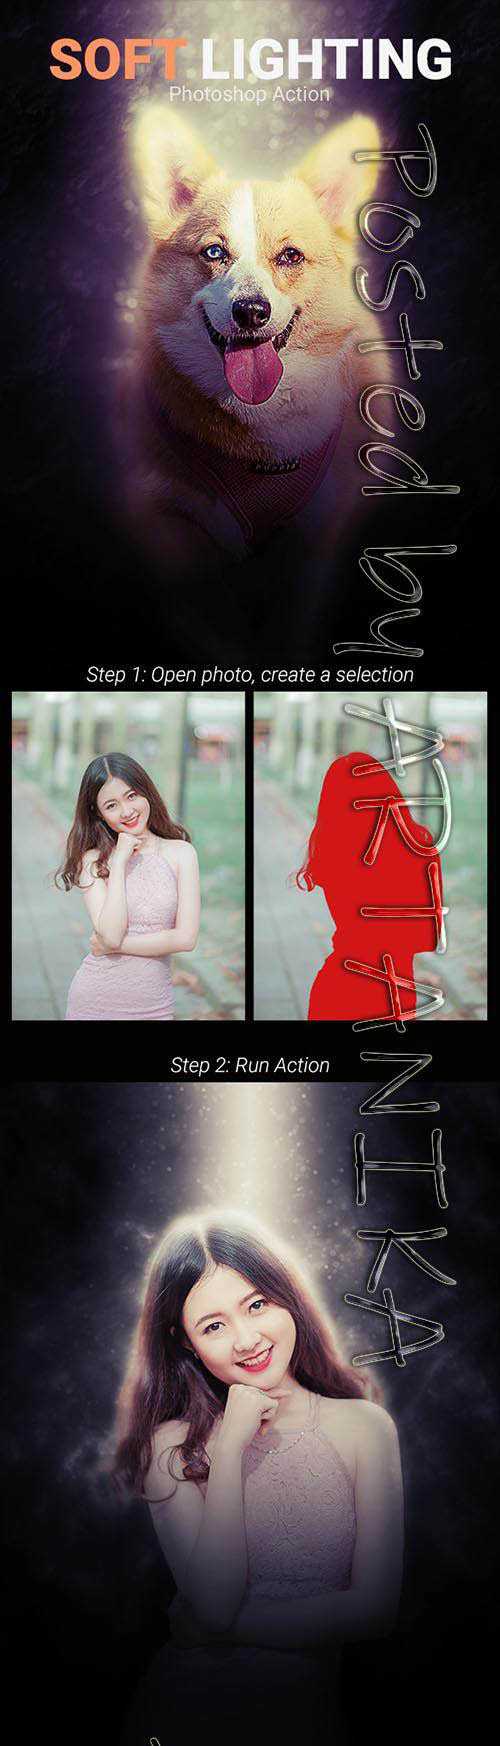 SOFT LIGHTING
Photoshop Action
Posted by ARTANIKA
Step 1: Open photo, create a selection
Step 2: Run Action